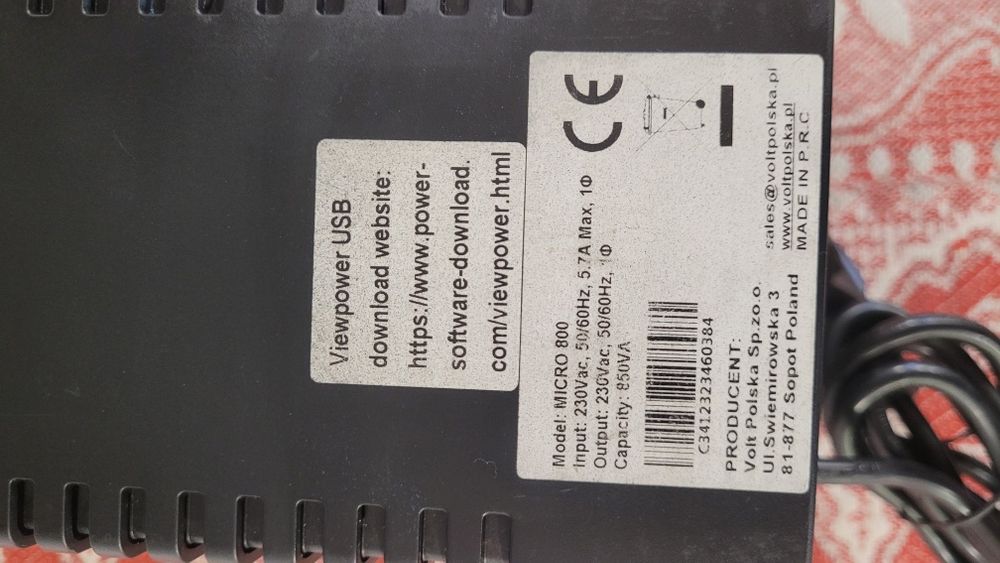 Viewpower USB
download website:
https://www.power-
software-download.
com/viewpower.html
Model: MICRO 800
Input: 230Vac, 50/60Hz, 5.7A Max, 1Φ
Output: 230Vac, 50/60Hz, 1Φ
Capacity: 850VA
C3412323460384
PRODUCENT:
Volt Polska Sp.zo.o.
Ul.Swiemirowska 3
81-877 Sopot Poland
sales@voltpolska.pl
www.voltpolska.pl
MADE IN P.R.C
CE